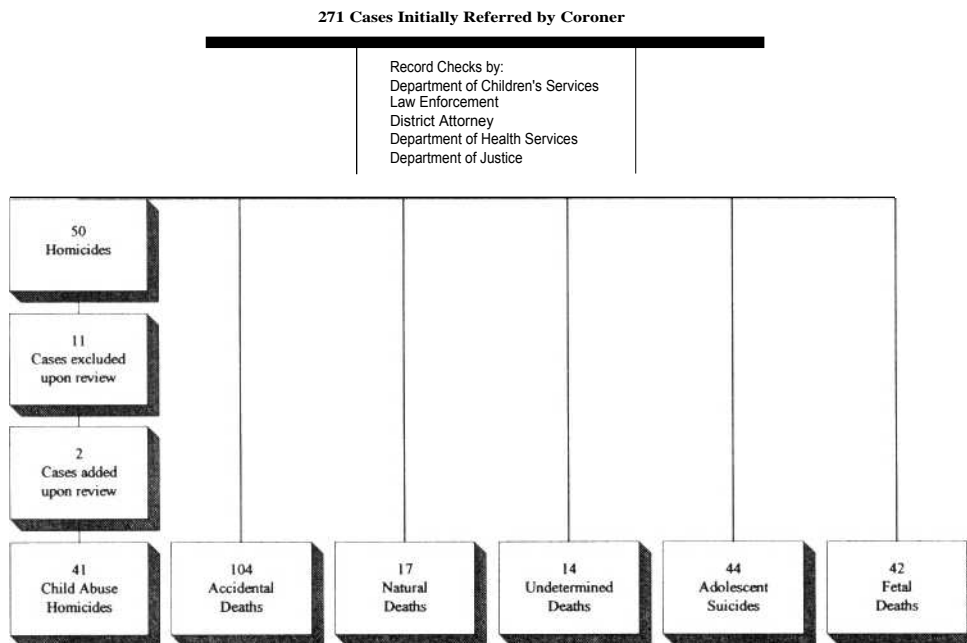 271 Cases Initially Referred by Coroner
Record Checks by:
Department of Children's Services
Law Enforcement
District Attorney
Department of Health Services
Department of Justice
50
Homicides
11
Cases excluded
upon review
2
Cases added
upon review
41
Child Abuse
Homicides
104
Accidental
Deaths
17
Natural
Deaths
14
Undetermined
Deaths
44
Adolescent
Suicides
42
Fetal
Deaths